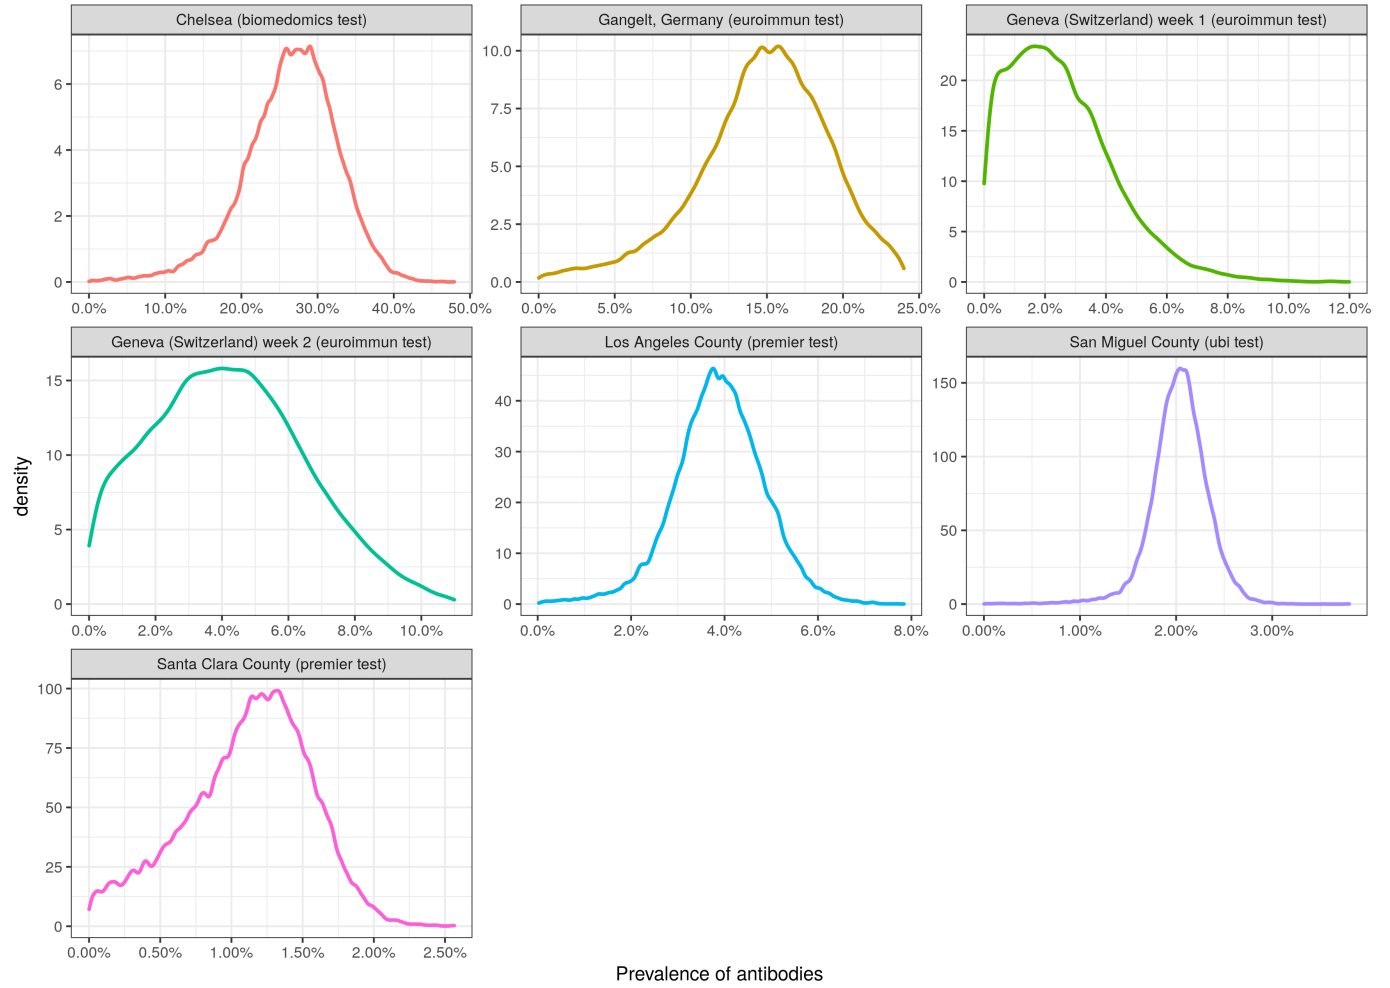 Chelsea (biomedomics test)
Gangelt, Germany (euroimmun test)
Geneva (Switzerland) week 1 (euroimmun test)
6
4
2
0
0.0% 10.0% 20.0% 30.0% 40.0% 50.0%
10.0
7.5
5.0
2.5
0.0
0.0% 5.0% 10.0% 15.0% 20.0% 25.0%
20
15
10
5
0
0.0% 2.0% 4.0% 6.0% 8.0% 10.0% 12.0%
Geneva (Switzerland) week 2 (euroimmun test)
Los Angeles County (premier test)
San Miguel County (ubi test)
density
15
10
5
0
0.0% 2.0% 4.0% 6.0% 8.0% 10.0%
40
30
20
10
0
0.0% 2.0% 4.0% 6.0% 8.0%
150
100
50
0
0.00% 1.00% 2.00% 3.00%
Santa Clara County (premier test)
100
75
50
25
0
0.00% 0.50% 1.00% 1.50% 2.00% 2.50%
Prevalence of antibodies